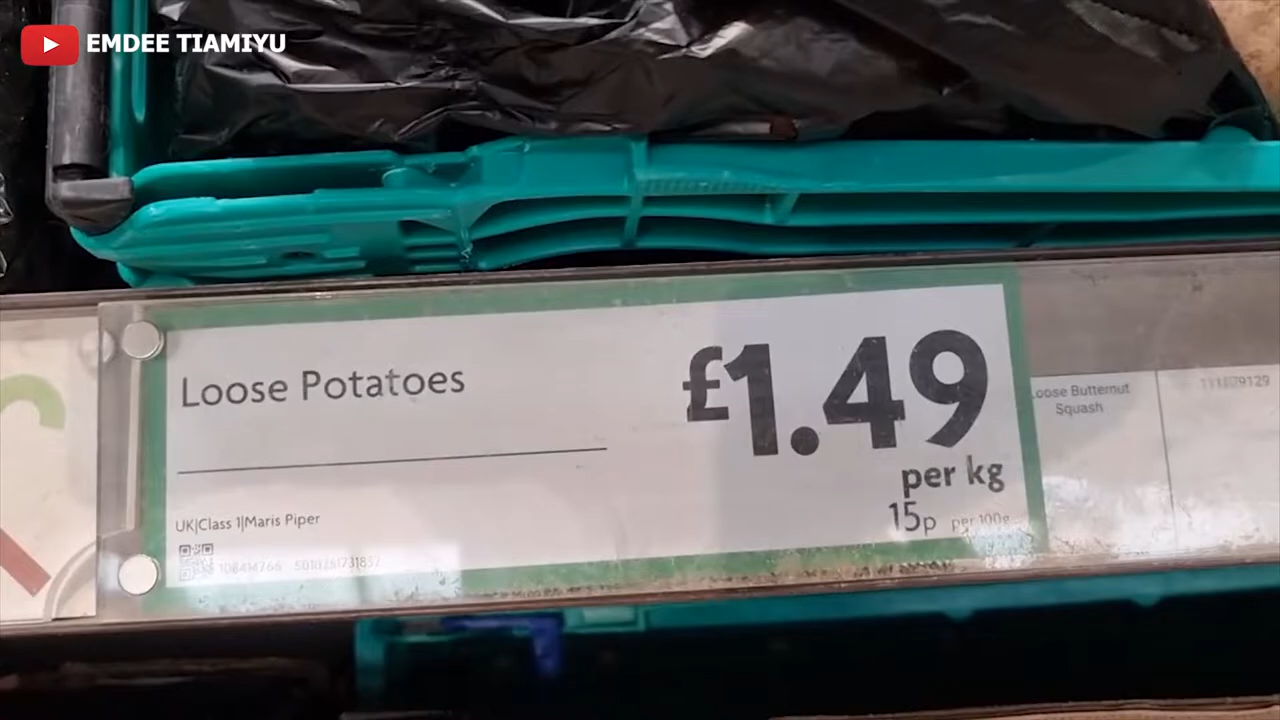 EMDEE TIAMIYU
Loose Potatoes
£1.49
per kg
15p per 100g
UK|Class 1|Maris Piper
Loose Butternut
Squash